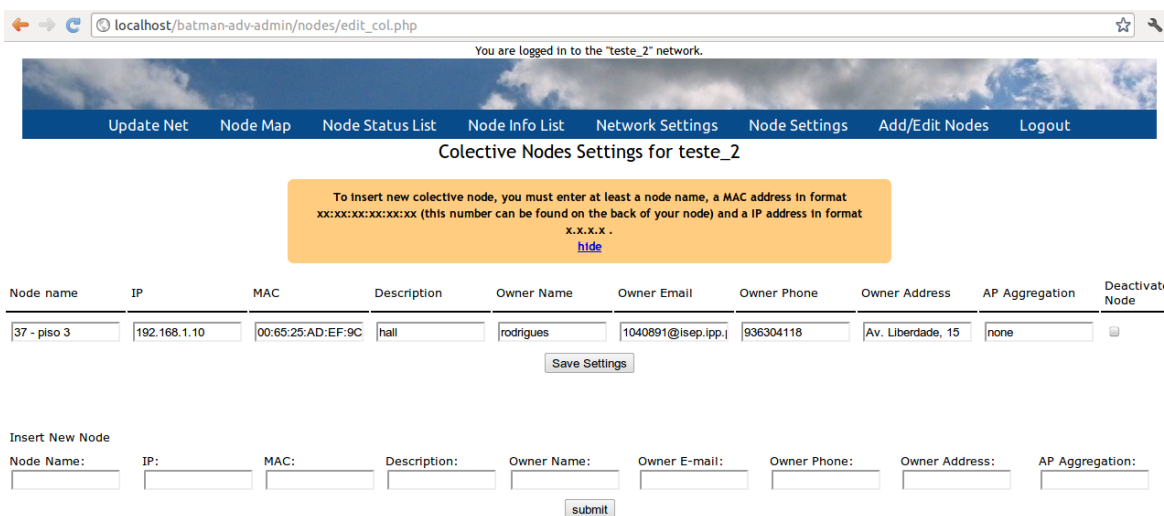 localhost/batman-adv-admin/nodes/edit_col.php
You are logged in to the "teste_2" network.
Update Net Node Map Node Status List Node Info List Network Settings Node Settings Add/Edit Nodes Logout
Colective Nodes Settings for teste_2
To insert new colective node, you must enter at least a node name, a MAC address in format
xx:xx:xx:xx:xx:xx (this number can be found on the back of your node) and a IP address in format
x.x.x.x .
hide
Node name IP MAC Description Owner Name Owner Email Owner Phone Owner Address AP Aggregation Deactivate
Node
37 - piso 3 192.168.1.10 00:65:25:AD:EF:9C hall rodrigues 1040891@isep.ipp.p 936304118 Av. Liberdade, 15 none
Save Settings
Insert New Node
Node Name: IP: MAC: Description: Owner Name: Owner E-mail: Owner Phone: Owner Address: AP Aggregation:
submit